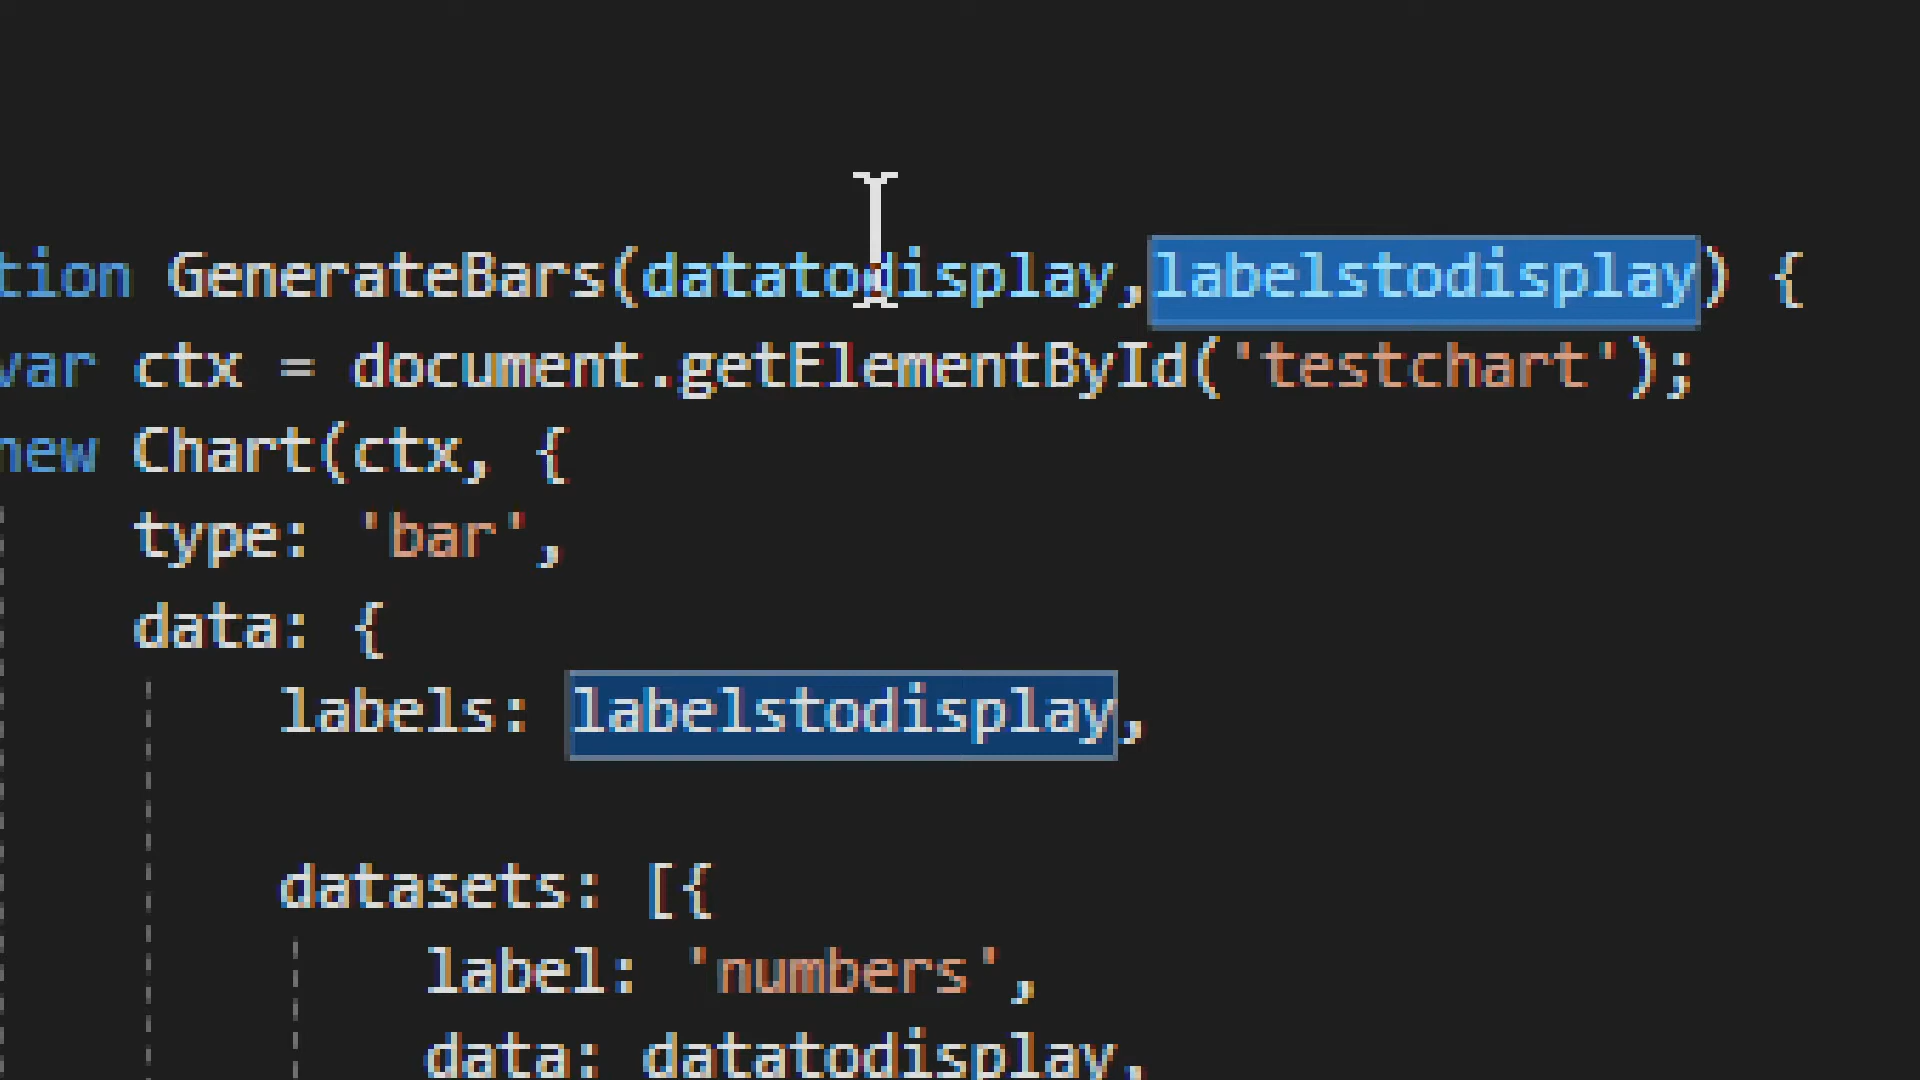 tion GenerateBars(datatodisplay,labelstodisplay) {
var ctx = document.getElementById('testchart');
new Chart(ctx, {
type: 'bar',
data: {
labels: labelstodisplay,
datasets: [{
label: 'numbers',
data: datatodisplay,